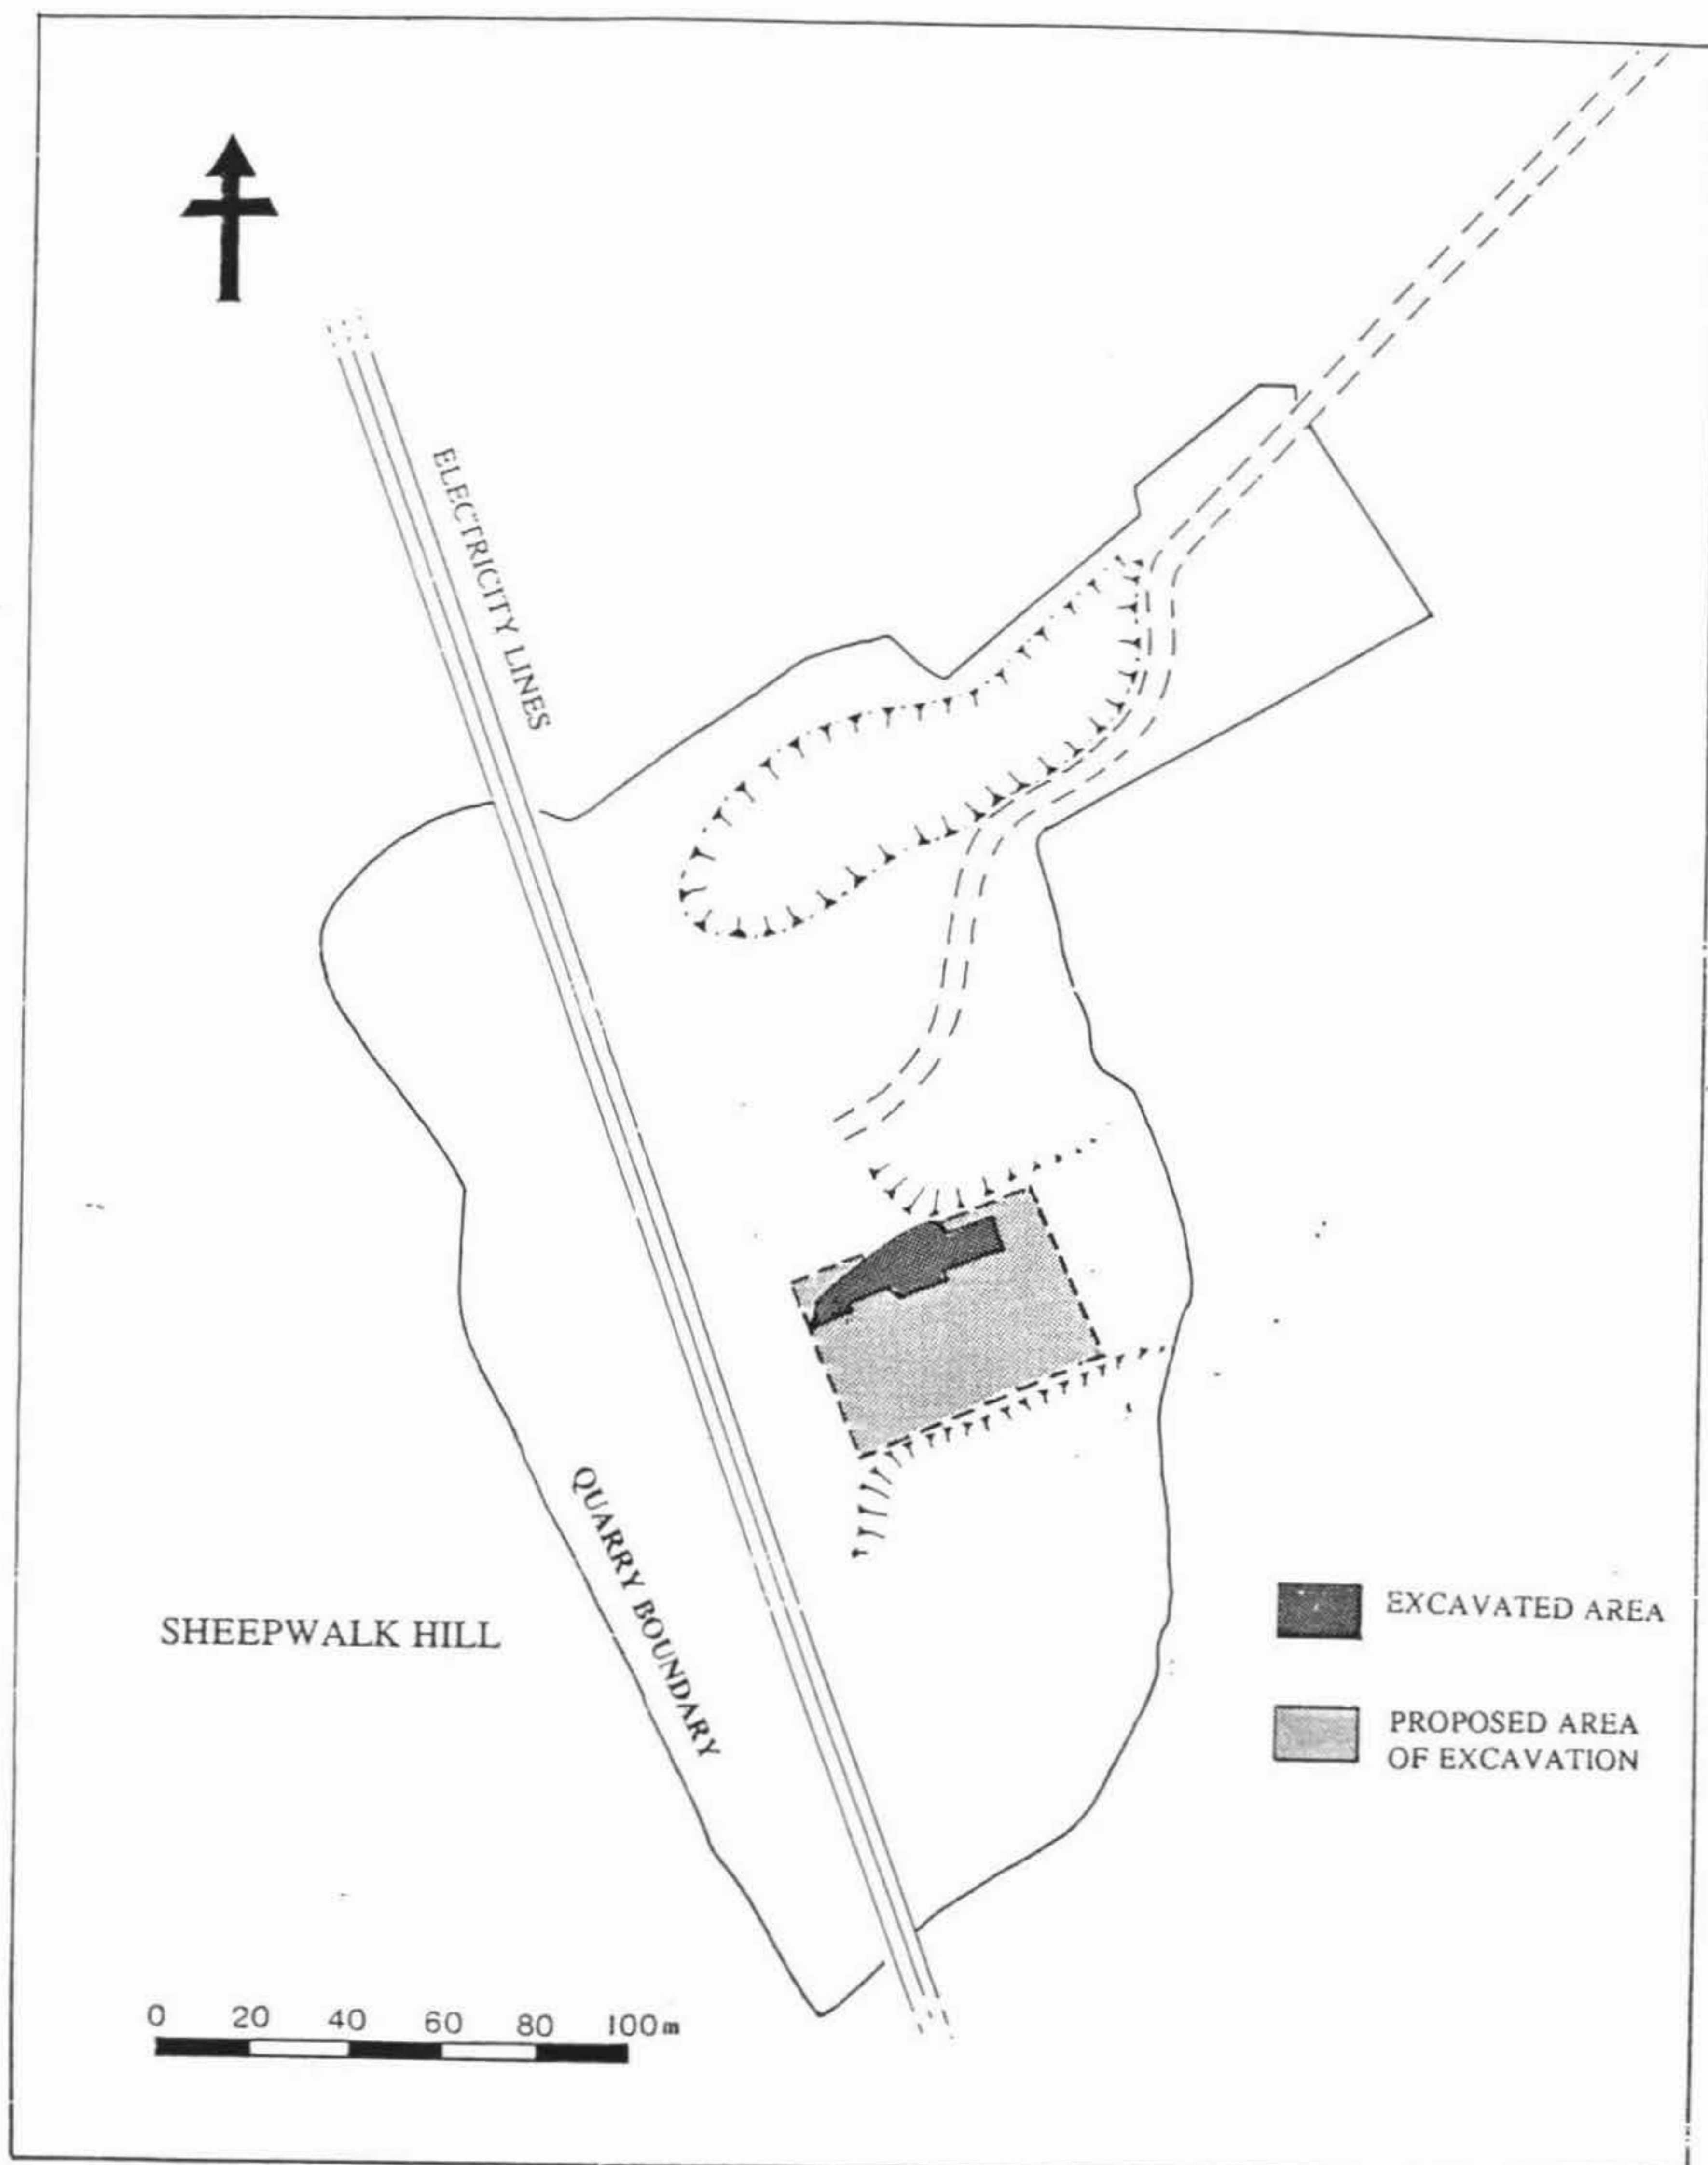 ELECTRICITY LINES
QUARRY BOUNDARY
SHEEPWALK HILL
EXCAVATED AREA
PROPOSED AREA
OF EXCAVATION
0 20 40 60 80 100m